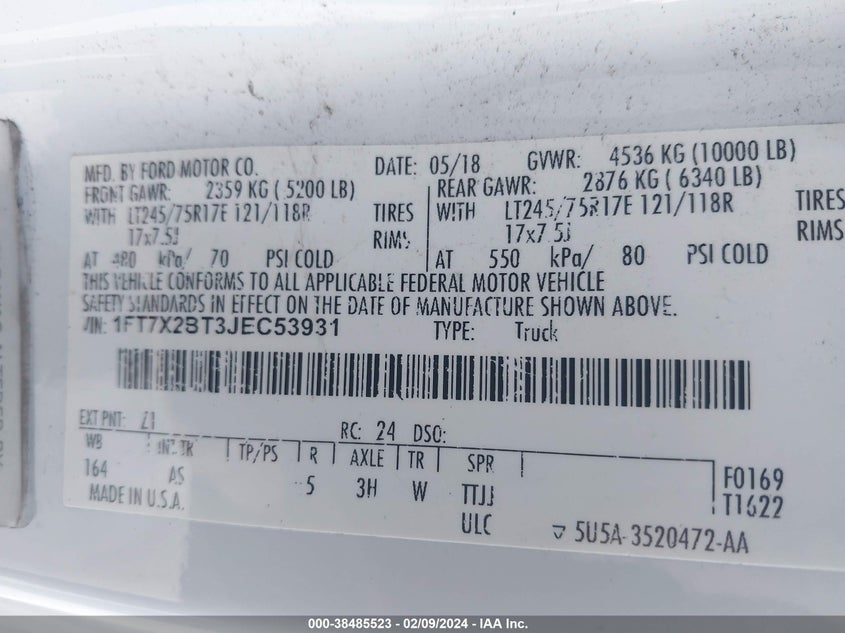 MFD. BY FORD MOTOR CO. DATE: 05/18 GVWR: 4536 KG (10000 LB)
FRONT GAWR: 2359 KG ( 5200 LB) REAR GAWR: 2876 KG ( 6340 LB)
WITH LT245/75R17E 121/118R TIRES WITH LT245/75R17E 121/118R TIRES
17x7.5J RIMS 17x7.5J RIMS
AT 480 kPa/ 70 PSI COLD AT 550 kPa/ 80 PSI COLD
THIS VEHICLE CONFORMS TO ALL APPLICABLE FEDERAL MOTOR VEHICLE
SAFETY STANDARDS IN EFFECT ON THE DATE OF MANUFACTURE SHOWN ABOVE.
VIN: 1FT7X2BT3JEC53931 TYPE: Truck
EXT PNT: Z1 RC: 24 DSO:
WB INT TR TP/PS R AXLE TR SPR
164 AS 5 3H W TTJJ
F0169
T1622
MADE IN U.S.A. ULC 5U5A-3520472-AA
000-38485523 - 02/09/2024 - IAA Inc.